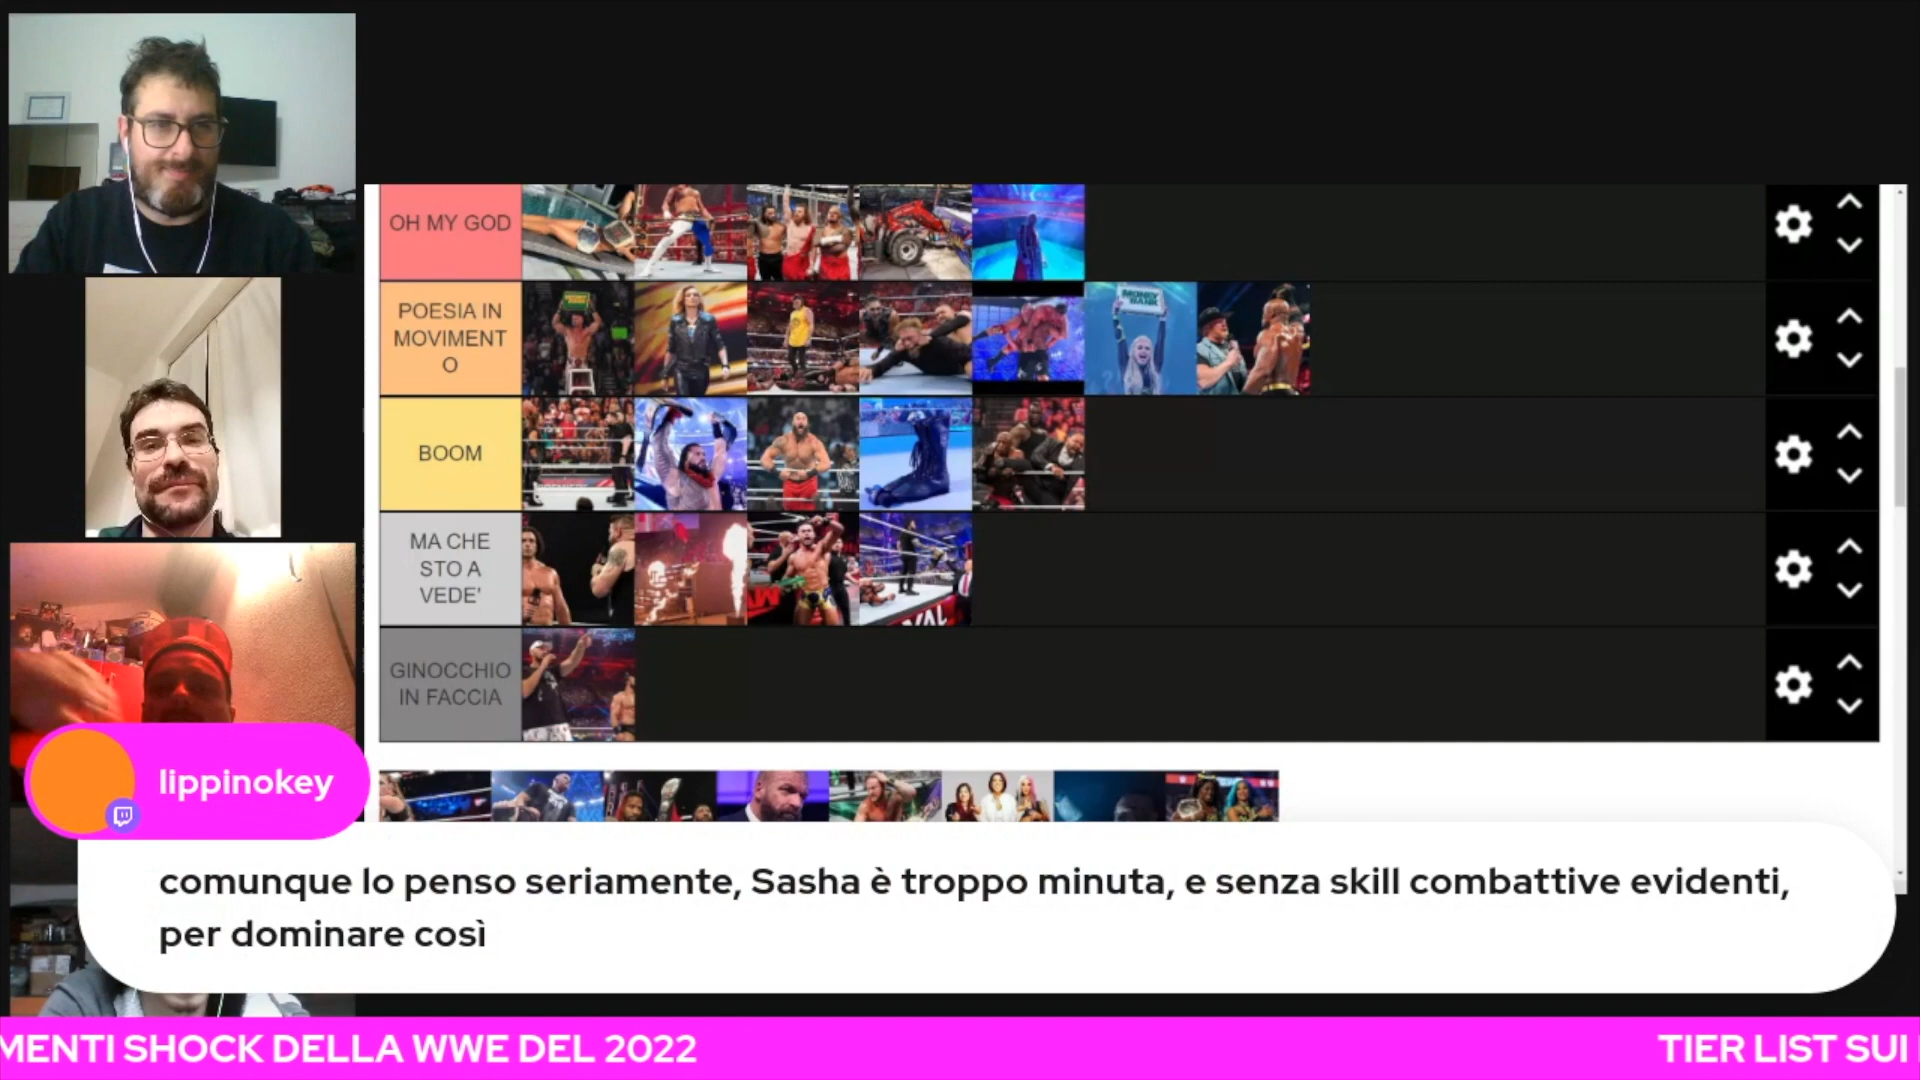 OH MY GOD
POESIA IN
MOVIMENT
O
MONEY
BANK
BOOM
MA CHE
STO A
VEDE'
GINOCCHIO
IN FACCIA
lippinokey
comunque lo penso seriamente, Sasha è troppo minuta, e senza skill combattive evidenti,
per dominare così
MENTI SHOCK DELLA WWE DEL 2022
TIER LIST SUI